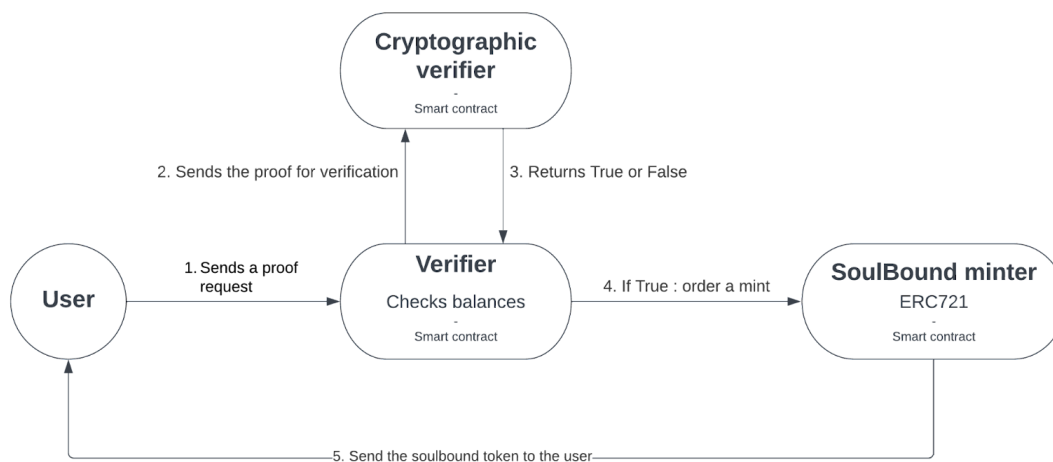 Cryptographic
verifier
-
Smart contract
2. Sends the proof for verification
3. Returns True or False
User
1. Sends a proof
request
Verifier
Checks balances
-
Smart contract
4. If True : order a mint
SoulBound minter
ERC721
-
Smart contract
5. Send the soulbound token to the user